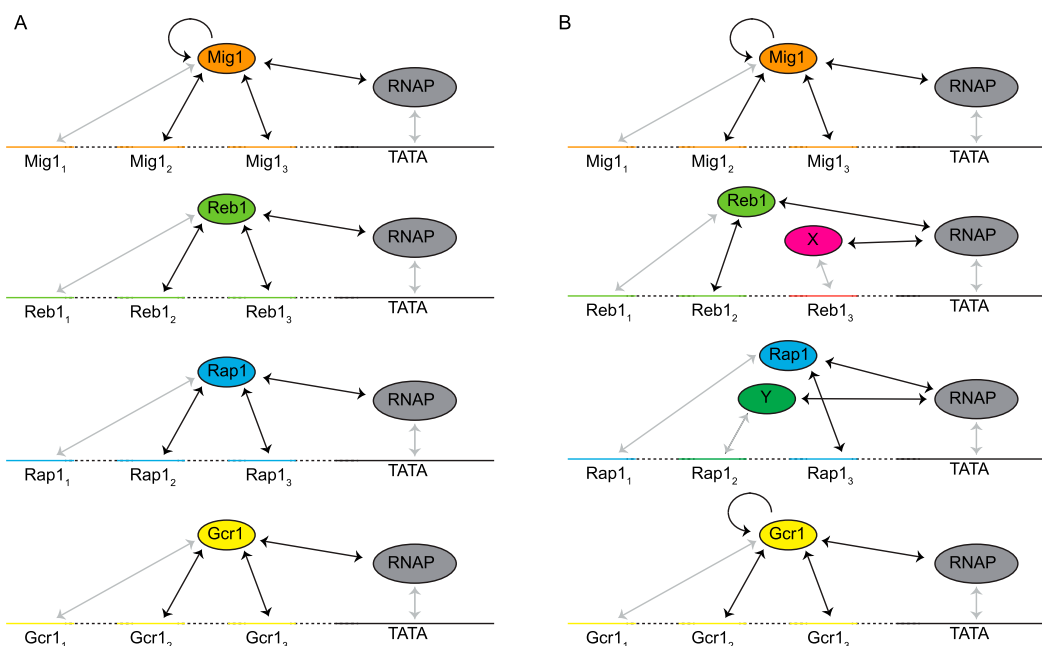 A
Mig1
RNAP
Mig1₁ Mig1₂ Mig1₃ TATA
Reb1
RNAP
Reb1₁ Reb1₂ Reb1₃ TATA
Rap1
RNAP
Rap1₁ Rap1₂ Rap1₃ TATA
Gcr1
RNAP
Gcr1₁ Gcr1₂ Gcr1₃ TATA
B
Mig1
RNAP
Mig1₁ Mig1₂ Mig1₃ TATA
Reb1
X
RNAP
Reb1₁ Reb1₂ Reb1₃ TATA
Rap1
Y
RNAP
Rap1₁ Rap1₂ Rap1₃ TATA
Gcr1
RNAP
Gcr1₁ Gcr1₂ Gcr1₃ TATA